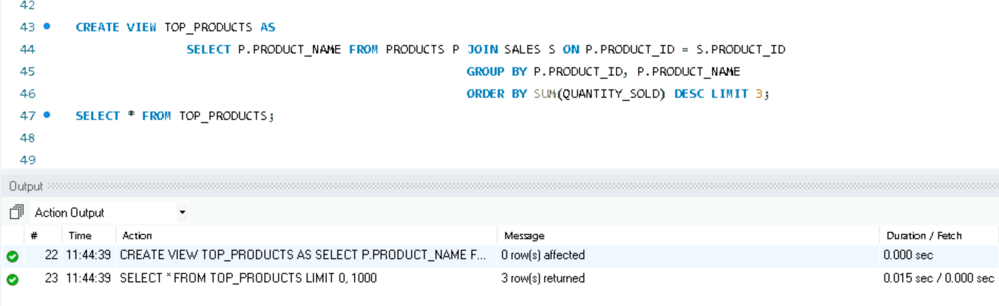 42
43 CREATE VIEW TOP_PRODUCTS AS
44 SELECT P.PRODUCT_NAME FROM PRODUCTS P JOIN SALES S ON P.PRODUCT_ID = S.PRODUCT_ID
45 GROUP BY P.PRODUCT_ID, P.PRODUCT_NAME
46 ORDER BY SUM(QUANTITY_SOLD) DESC LIMIT 3;
47 SELECT * FROM TOP_PRODUCTS;
48
49
Output
Action Output
# Time Action Message Duration / Fetch
22 11:44:39 CREATE VIEW TOP_PRODUCTS AS SELECT P.PRODUCT_NAME F... 0 row(s) affected 0.000 sec
23 11:44:39 SELECT * FROM TOP_PRODUCTS LIMIT 0, 1000 3 row(s) returned 0.015 sec / 0.000 sec